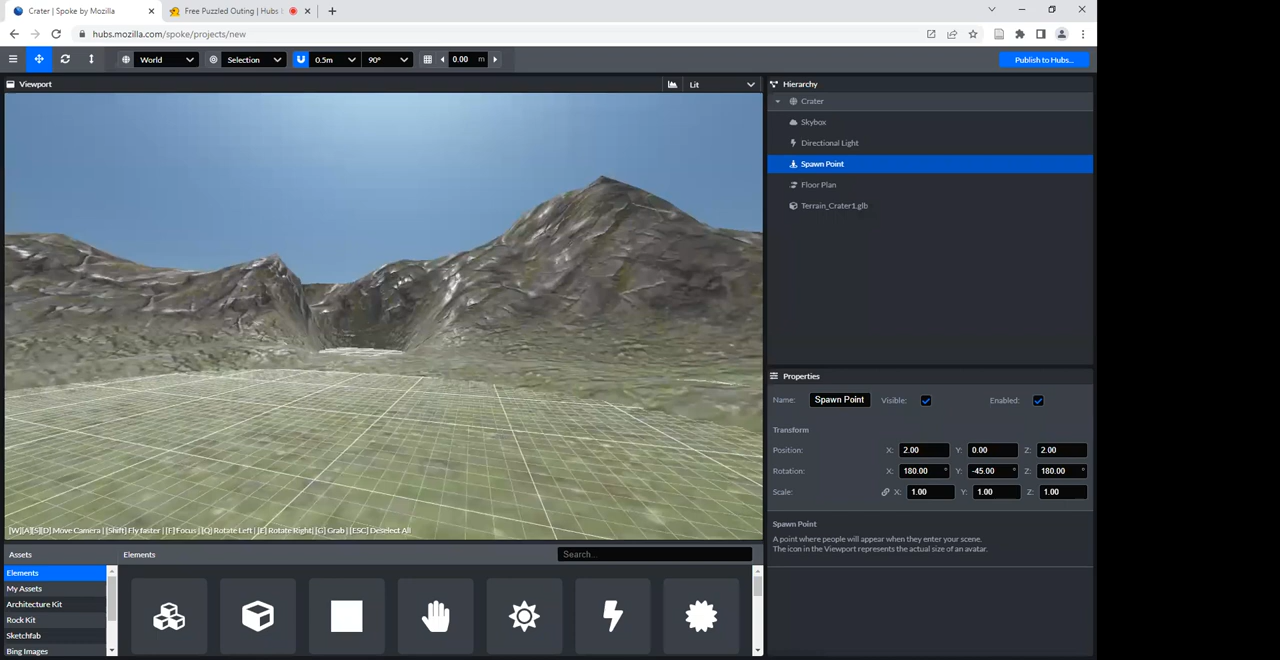 Crater | Spoke by Mozilla
Free Puzzled Outing | Hubs
hubs.mozilla.com/spoke/projects/new
World
Selection
0.5m
90°
0.00 m
Publish to Hubs...
Viewport
Lit
Hierarchy
Crater
Skybox
Directional Light
Spawn Point
Floor Plan
Terrain_Crater1.glb
Properties
Name: Spawn Point Visible: Enabled:
Transform
Position: X: 2.00 Y: 0.00 Z: 2.00
Rotation: X: 180.00 ° Y: -45.00 ° Z: 180.00 °
Scale: X: 1.00 Y: 1.00 Z: 1.00
Spawn Point
A point where people will appear when they enter your scene.
The icon in the Viewport represents the actual size of an avatar.
[W][A][S][D] Move Camera | [Shift] Fly faster | [F] Focus | [Q] Rotate Left | [E] Rotate Right | [G] Grab | [ESC] Deselect All
Assets
Elements
Search...
Elements
My Assets
Architecture Kit
Rock Kit
Sketchfab
Bing Images